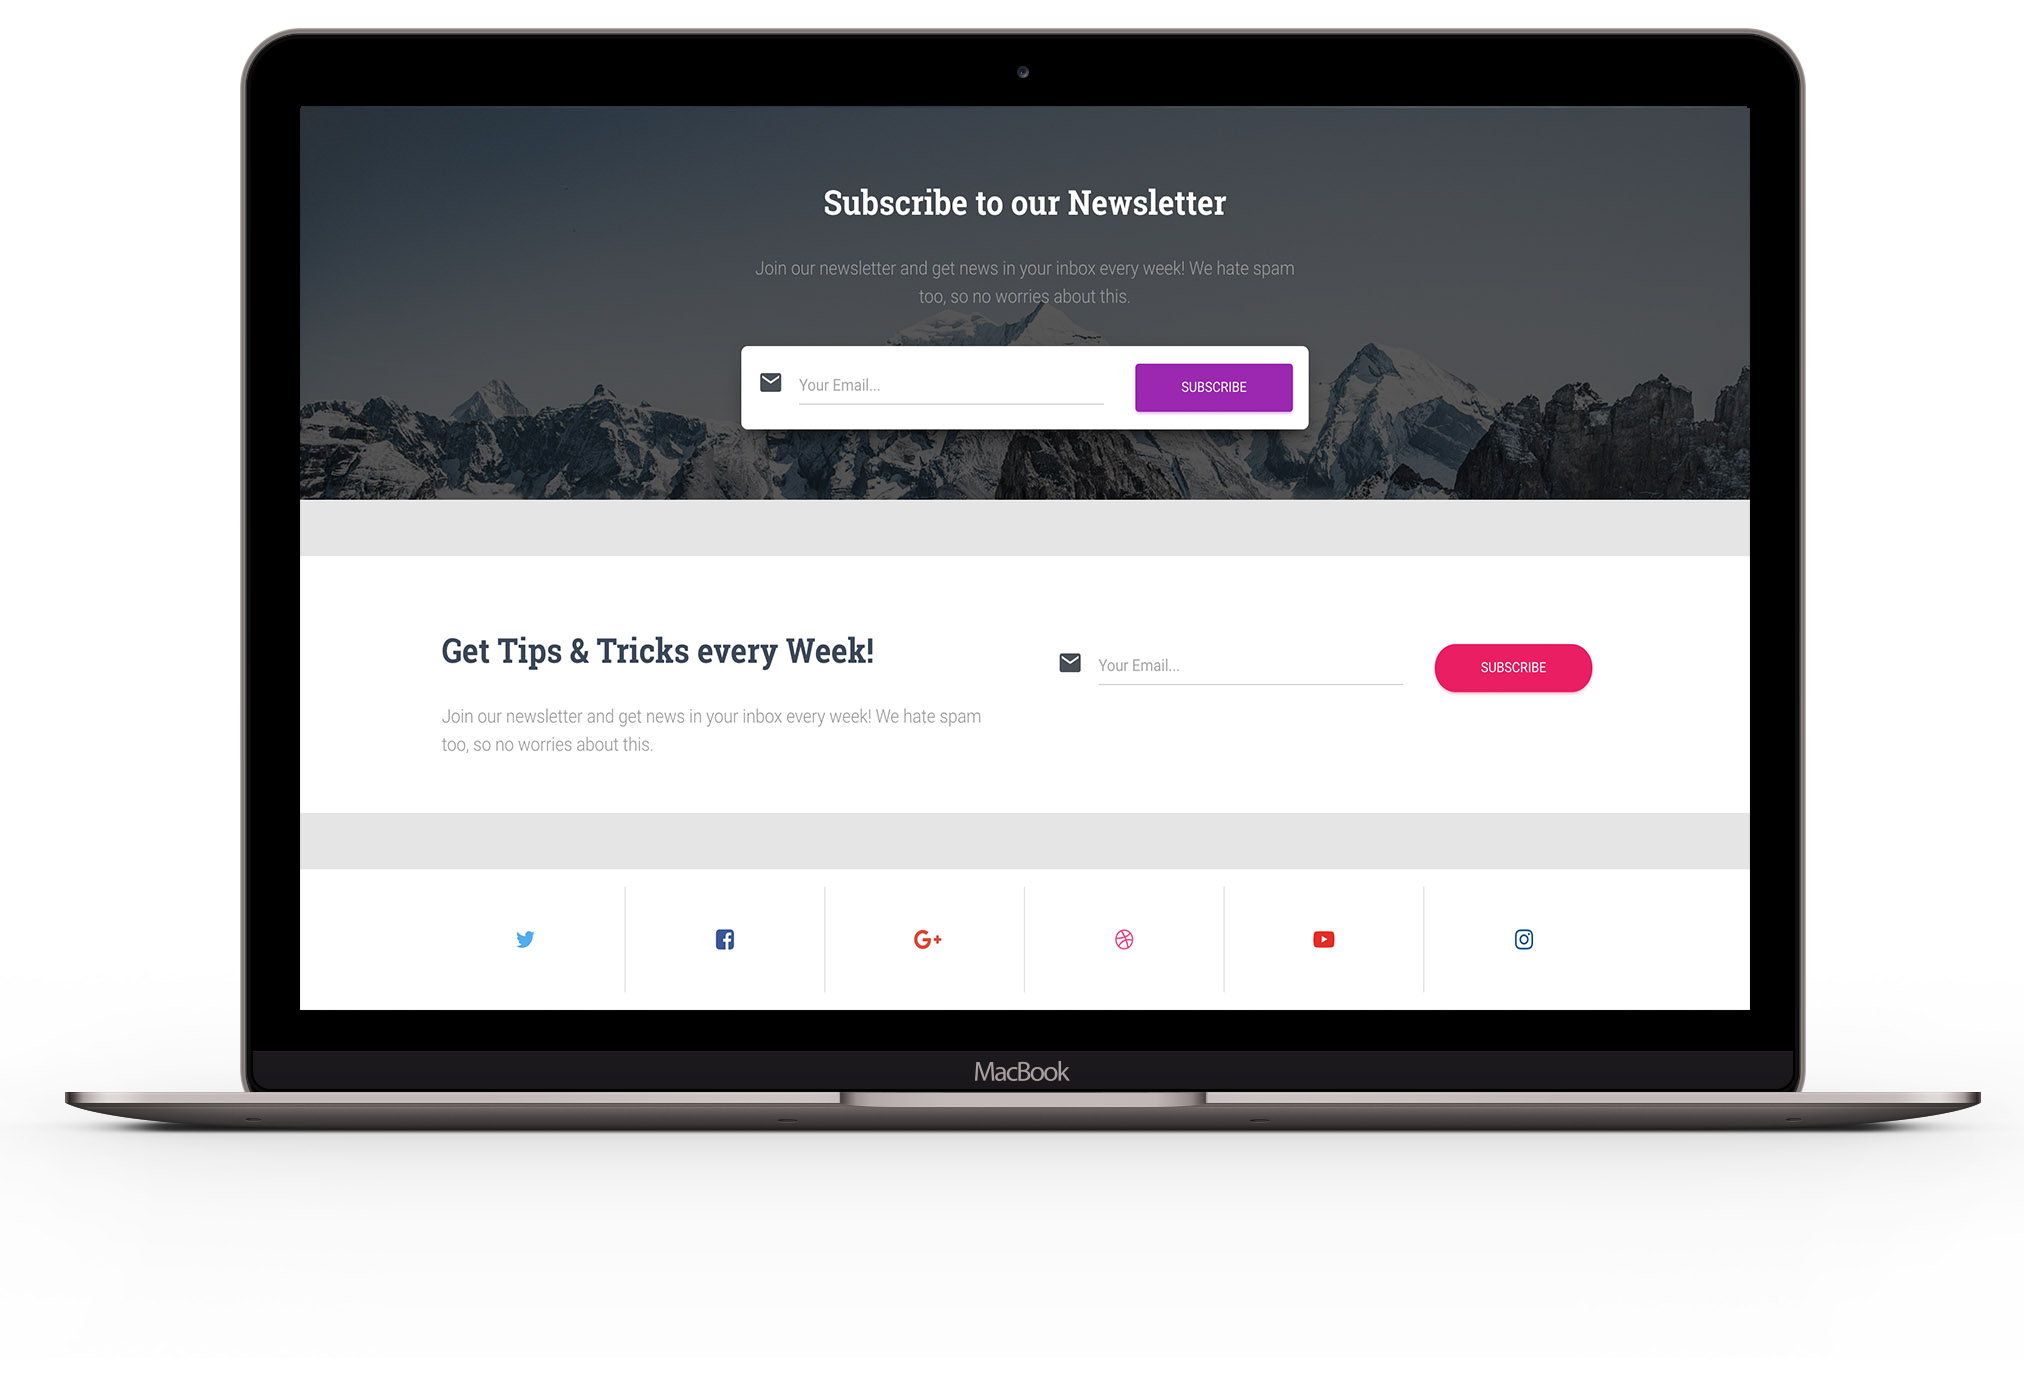 Subscribe to our Newsletter
Join our newsletter and get news in your inbox every week! We hate spam
too, so no worries about this.
Your Email...
SUBSCRIBE
Get Tips & Tricks every Week!
Your Email...
SUBSCRIBE
Join our newsletter and get news in your inbox every week! We hate spam
too, so no worries about this.
G+
MacBook